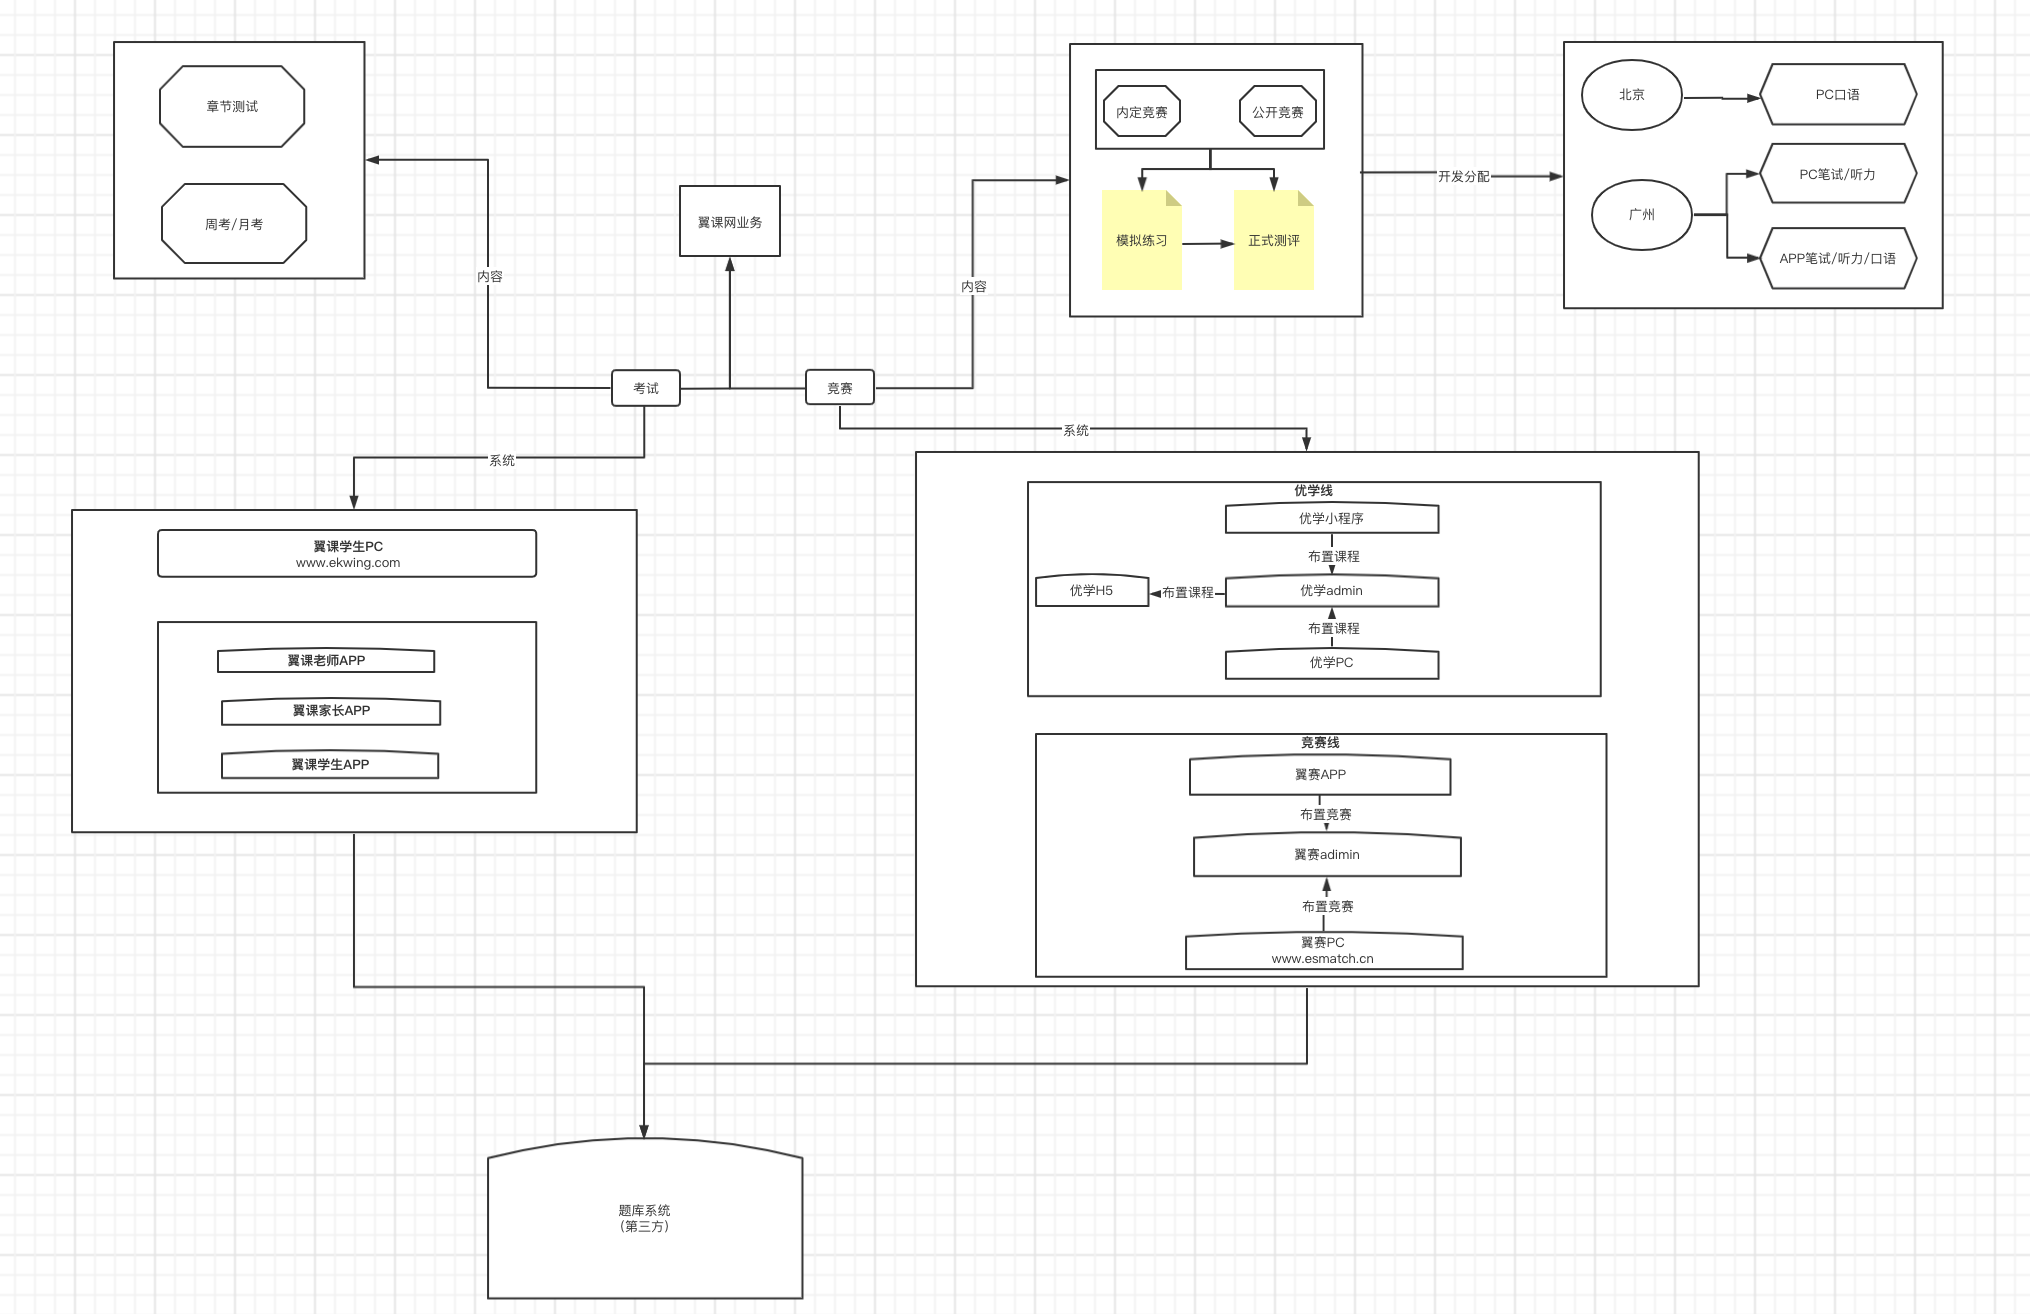 章节测试
周考/月考
内容
翼课网业务
考试
竞赛
内容
内定竞赛
公开竞赛
模拟练习
正式测评
开发分配
北京
PC口语
广州
PC笔试/听力
APP笔试/听力/口语
系统
系统
翼课学生PC
www.ekwing.com
翼课老师APP
翼课家长APP
翼课学生APP
优学线
优学小程序
布置课程
优学H5
布置课程
优学admin
布置课程
优学PC
竞赛线
翼赛APP
布置竞赛
翼赛adimin
布置竞赛
翼赛PC
www.esmatch.cn
题库系统
(第三方)